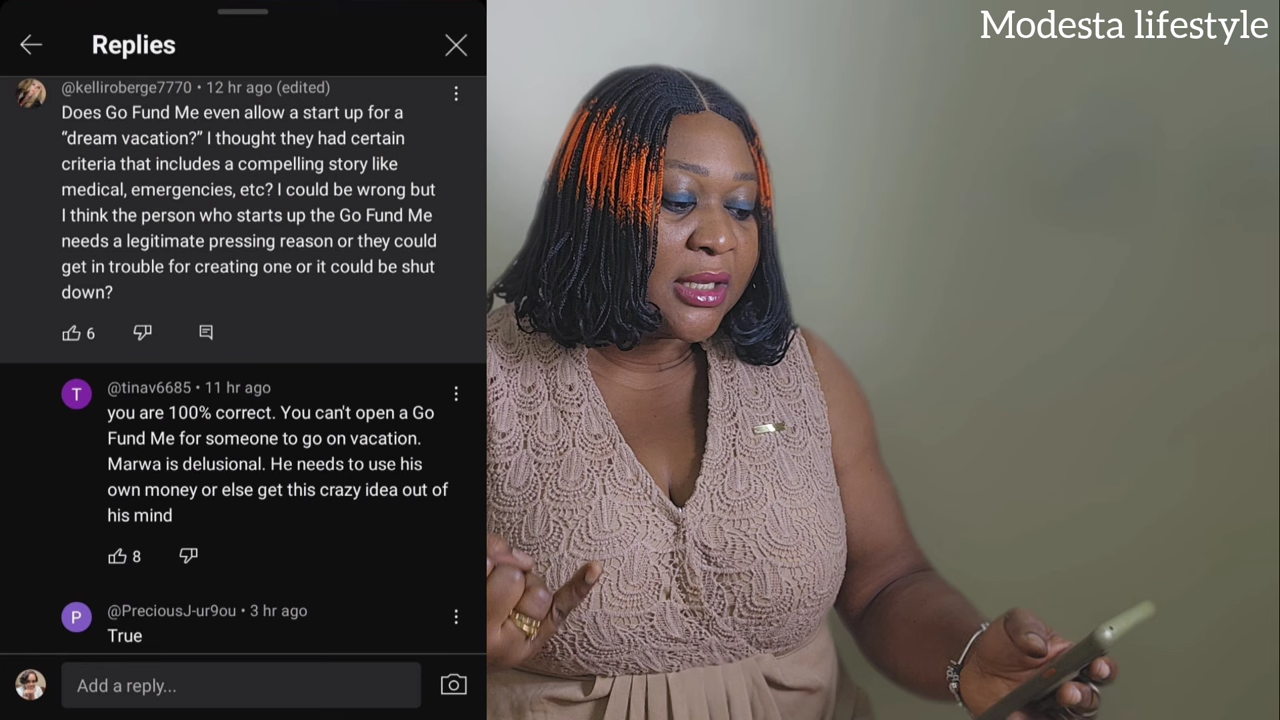 Modesta lifestyle
Replies
@kelliroberge7770 • 12 hr ago (edited)
Does Go Fund Me even allow a start up for a
“dream vacation?” I thought they had certain
criteria that includes a compelling story like
medical, emergencies, etc? I could be wrong but
I think the person who starts up the Go Fund Me
needs a legitimate pressing reason or they could
get in trouble for creating one or it could be shut
down?
6
T
@tinav6685 • 11 hr ago
you are 100% correct. You can't open a Go
Fund Me for someone to go on vacation.
Marwa is delusional. He needs to use his
own money or else get this crazy idea out of
his mind
8
P
@PreciousJ-ur9ou • 3 hr ago
True
Add a reply...